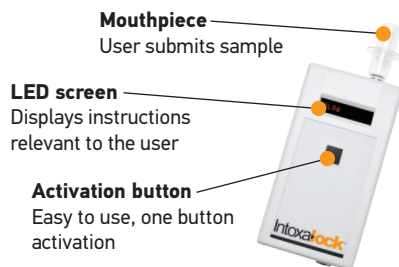 Mouthpiece
User submits sample
LED screen
BLOW
Displays instructions
relevant to the user
Activation button
Easy to use, one button
activation
Intoxalock